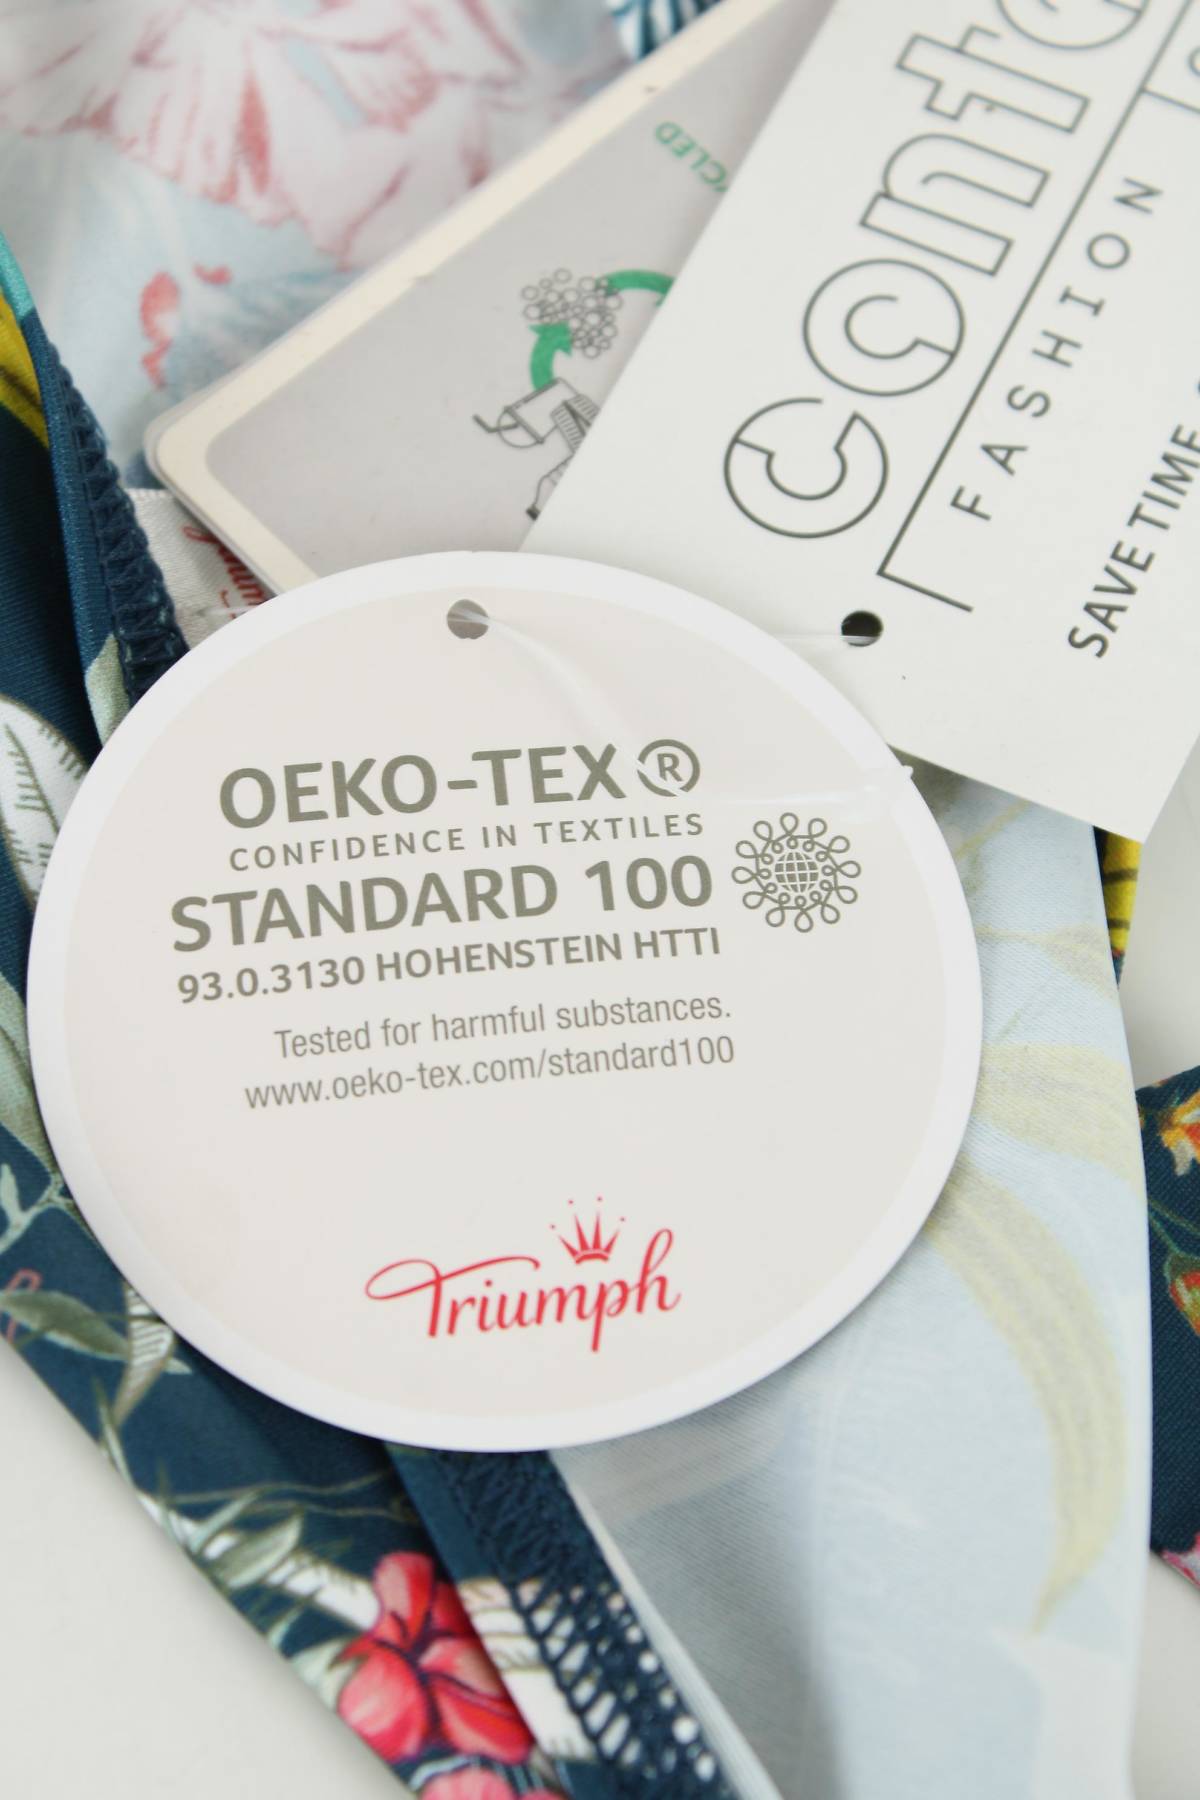 FASHION
SAVE TIME
OEKO-TEX®
CONFIDENCE IN TEXTILES
STANDARD 100
93.0.3130 HOHENSTEIN HTTI
Tested for harmful substances.
www.oeko-tex.com/standard100
Triumph